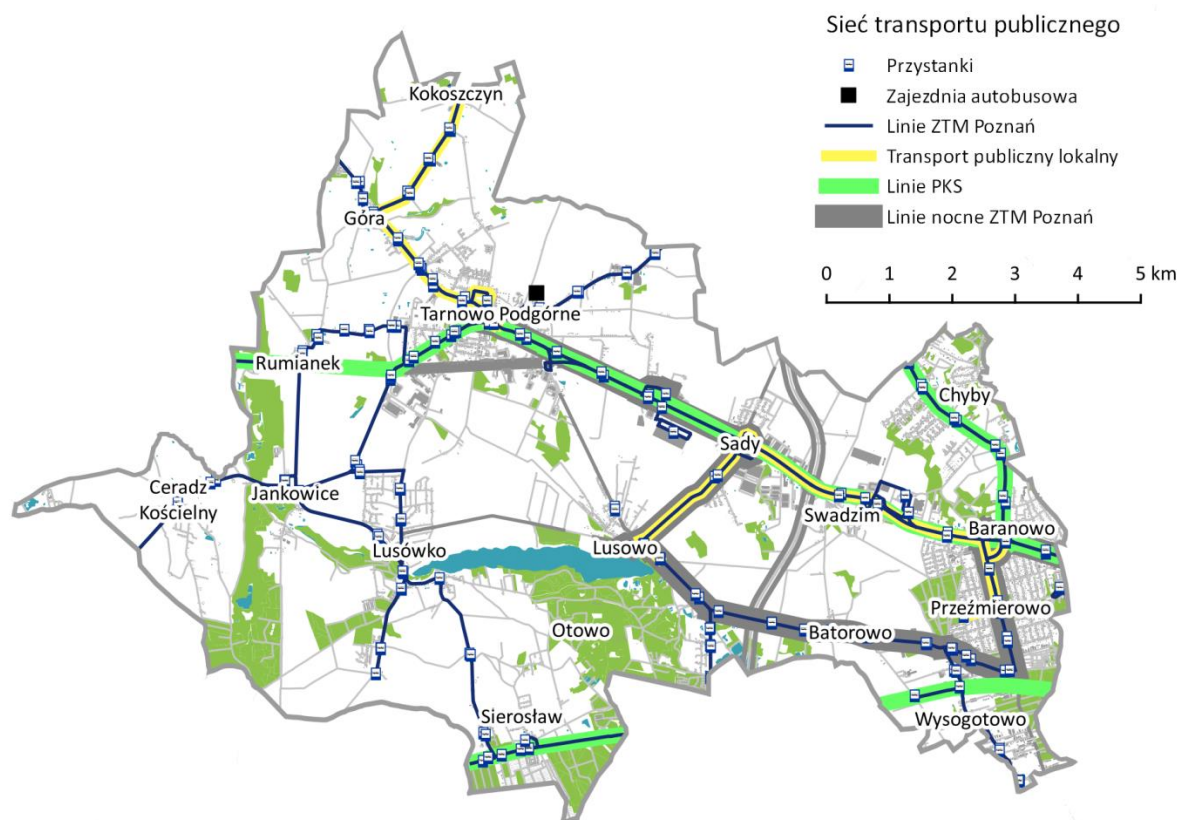 Sieć transportu publicznego
Przystanki
Zajezdnia autobusowa
Linie ZTM Poznań
Transport publiczny lokalny
Linie PKS
Linie nocne ZTM Poznań
0 1 2 3 4 5 km
Kokoszczyn
Góra
Tarnowo Podgórne
Rumianek
Chyby
Sady
Ceradz
Kościelny
Jankowice
Swadzim
Baranowo
Lusówko
Lusowo
Przeźmierowo
Otowo
Batorowo
Sierosław
Wysogotowo